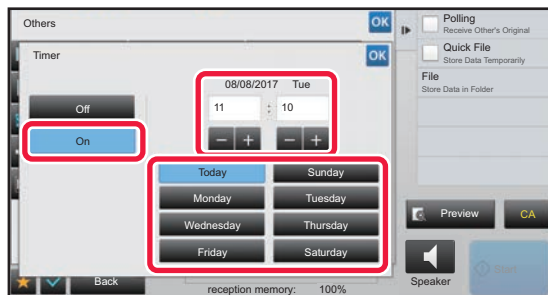 Others
OK
Timer
OK
08/08/2017 Tue
11 : 10
Off
On
Today
Sunday
Monday
Tuesday
Wednesday
Thursday
Friday
Saturday
Back
reception memory: 100%
Polling
Receive Other's Original
Quick File
Store Data Temporarily
File
Store Data in Folder
Preview
CA
Speaker
Start